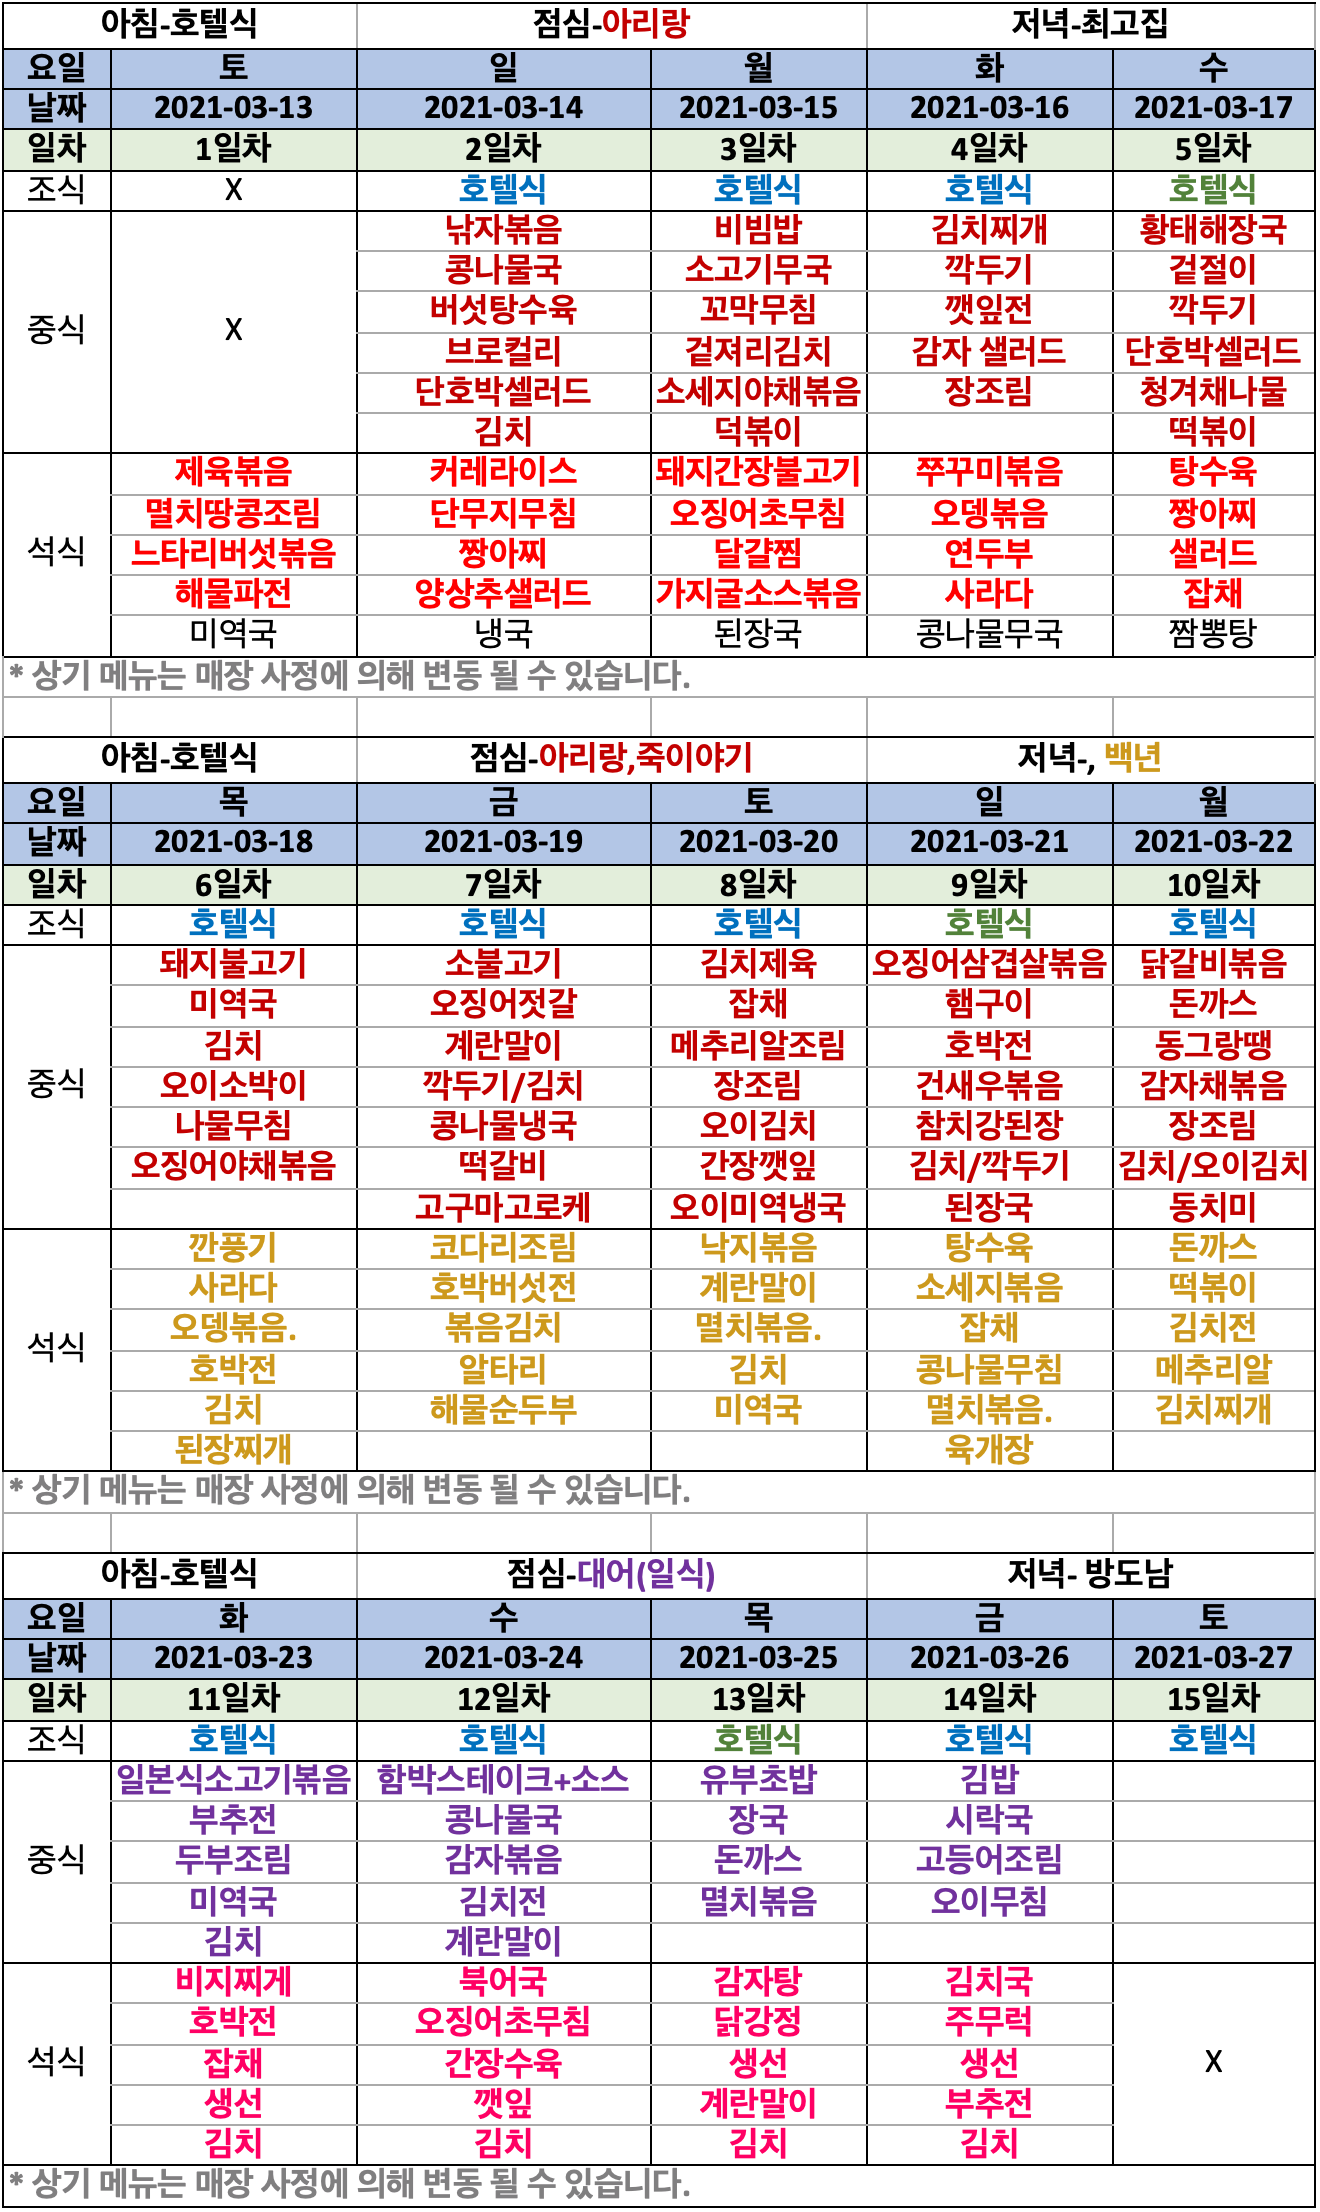 아침-호텔식 점심-아리랑 저녁-최고집
요일 토 일 월 화 수
날짜 2021-03-13 2021-03-14 2021-03-15 2021-03-16 2021-03-17
일차 1일차 2일차 3일차 4일차 5일차
조식 X 호텔식 호텔식 호텔식 호텔식
낚자볶음 비빔밥 김치찌개 황태해장국
콩나물국 소고기무국 깍두기 겉절이
버섯탕수육 꼬막무침 깻잎전 깍두기
중식 X
브로컬리 겉져리김치 감자 샐러드 단호박셀러드
단호박셀러드 소세지야채볶음 장조림 청겨채나물
김치 덕볶이 떡볶이
제육볶음 커레라이스 돼지간장불고기 쭈꾸미볶음 탕수육
멸치땅콩조림 단무지무침 오징어초무침 오뎅볶음 짱아찌
석식 느타리버섯볶음 짱아찌 달걀찜 연두부 샐러드
해물파전 양상추샐러드 가지굴소스볶음 사라다 잡채
미역국 냉국 된장국 콩나물무국 짬뽕탕
* 상기 메뉴는 매장 사정에 의해 변동 될 수 있습니다.
아침-호텔식 점심-아리랑,죽이야기 저녁-, 백년
요일 목 금 토 일 월
날짜 2021-03-18 2021-03-19 2021-03-20 2021-03-21 2021-03-22
일차 6일차 7일차 8일차 9일차 10일차
조식 호텔식 호텔식 호텔식 호텔식 호텔식
돼지불고기 소불고기 김치제육 오징어삼겹살볶음 닭갈비볶음
미역국 오징어젓갈 잡채 햄구이 돈까스
김치 계란말이 메추리알조림 호박전 동그랑땡
중식 오이소박이 깍두기/김치 장조림 건새우볶음 감자채볶음
나물무침 콩나물냉국 오이김치 참치강된장 장조림
오징어야채볶음 떡갈비 간장깻잎 김치/깍두기 김치/오이김치
고구마고로케 오이미역냉국 된장국 동치미
깐풍기 코다리조림 낙지볶음 탕수육 돈까스
사라다 호박버섯전 계란말이 소세지볶음 떡볶이
오뎅볶음. 볶음김치 멸치볶음. 잡채 김치전
석식
호박전 알타리 김치 콩나물무침 메추리알
김치 해물순두부 미역국 멸치볶음. 김치찌개
된장찌개 육개장
* 상기 메뉴는 매장 사정에 의해 변동 될 수 있습니다.
아침-호텔식 점심-대어(일식) 저녁- 방도남
요일 화 수 목 금 토
날짜 2021-03-23 2021-03-24 2021-03-25 2021-03-26 2021-03-27
일차 11일차 12일차 13일차 14일차 15일차
조식 호텔식 호텔식 호텔식 호텔식 호텔식
일본식소고기볶음 함박스테이크+소스 유부초밥 김밥
부추전 콩나물국 장국 시락국
중식 두부조림 감자볶음 돈까스 고등어조림
미역국 김치전 멸치볶음 오이무침
김치 계란말이
비지찌게 북어국 감자탕 김치국
호박전 오징어초무침 닭강정 주무럭
석식 잡채 간장수육 생선 생선 X
생선 깻잎 계란말이 부추전
김치 김치 김치 김치
* 상기 메뉴는 매장 사정에 의해 변동 될 수 있습니다.